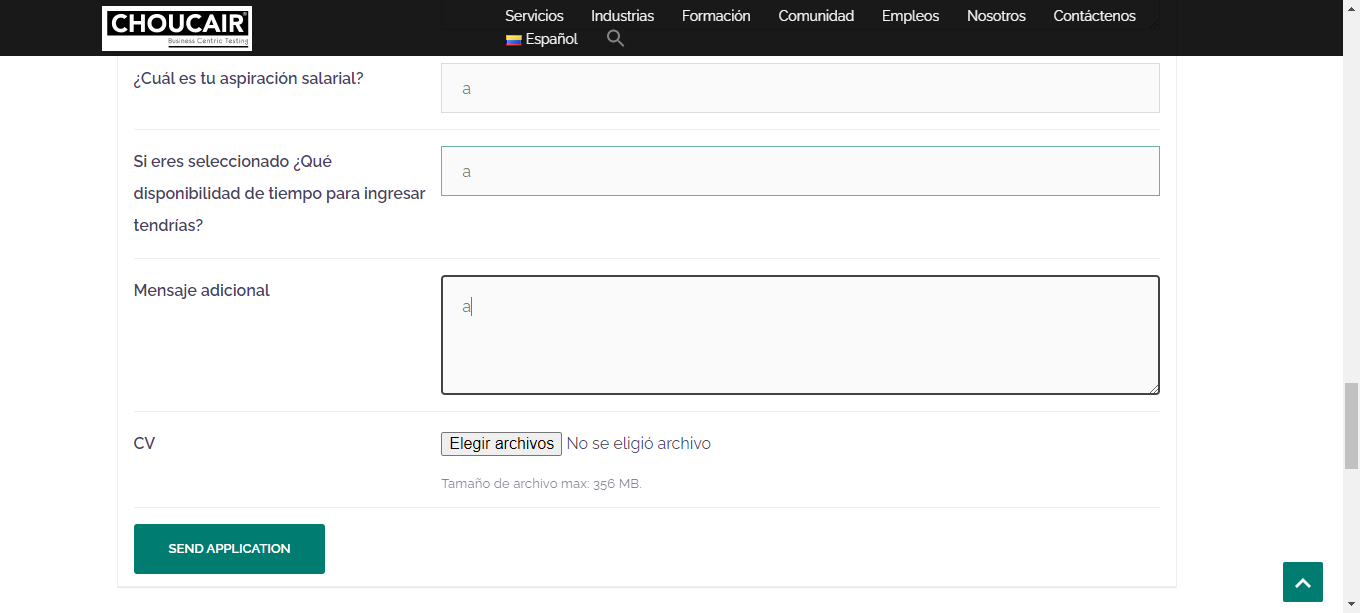 CHOUCAIR®
Business Centric Testing
Servicios Industrias Formación Comunidad Empleos Nosotros Contáctenos
Español
¿Cuál es tu aspiración salarial?
a
Si eres seleccionado ¿Qué
disponibilidad de tiempo para ingresar
tendrías?
a
Mensaje adicional
a
CV
Elegir archivos No se eligió archivo
Tamaño de archivo max: 356 MB.
SEND APPLICATION